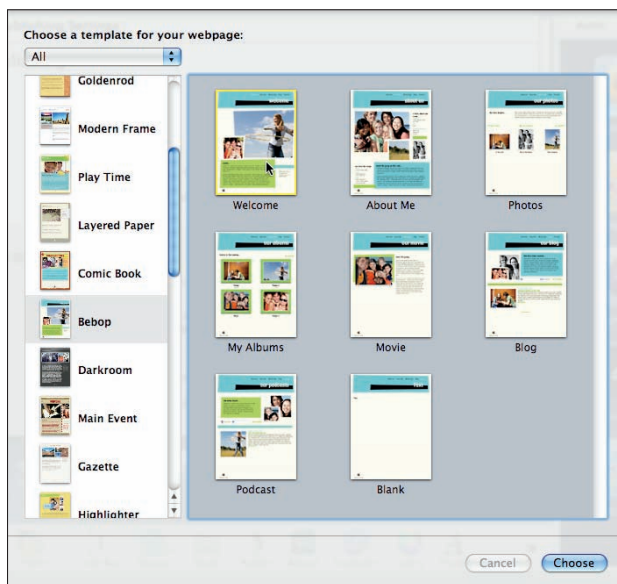 Choose a template for your webpage:
All
Goldenrod
Modern Frame
Play Time
Layered Paper
Comic Book
Bebop
Darkroom
Main Event
Gazette
Highlighter
Welcome
About Me
Photos
My Albums
Movie
Blog
Podcast
Blank
Cancel
Choose